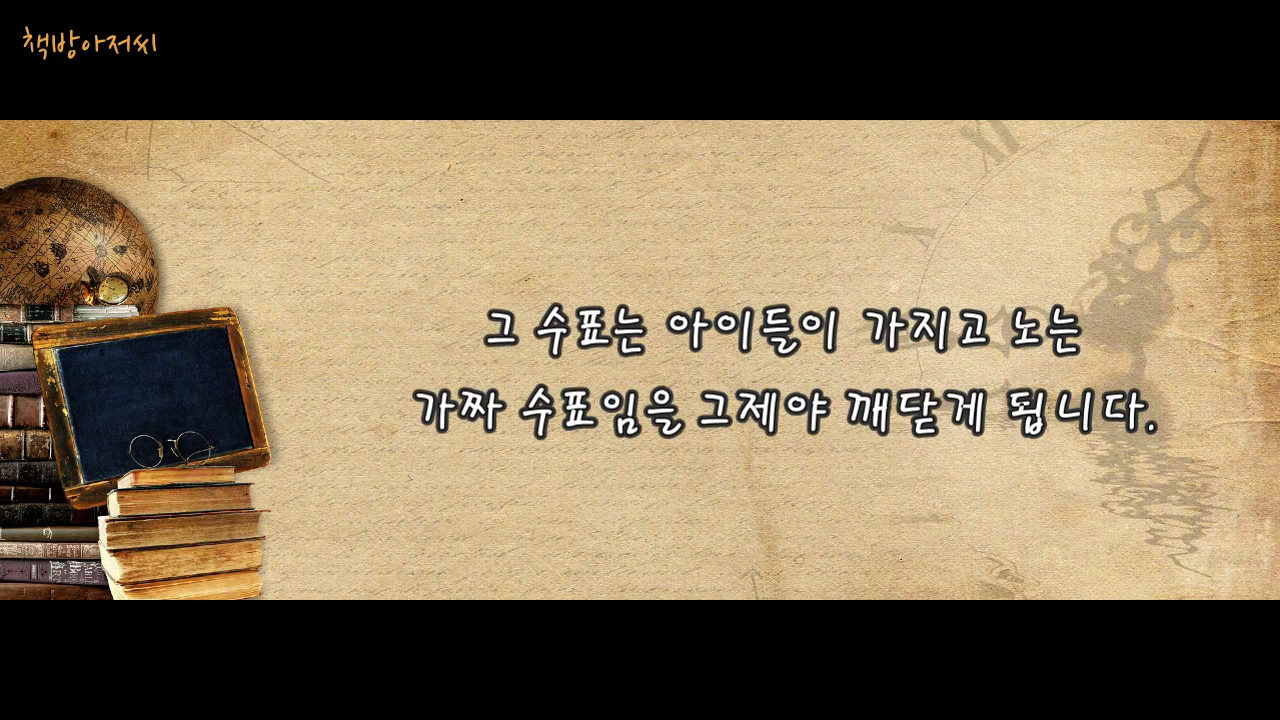 책방아저씨
그 수표는 아이들이 가지고 노는
가짜 수표임을 그제야 깨닫게 됩니다.